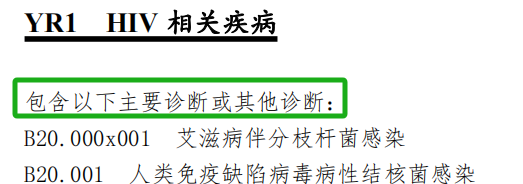 YR1 HIV 相关疾病
包含以下主要诊断或其他诊断：
B20.000x001 艾滋病伴分枝杆菌感染
B20.001 人类免疫缺陷病毒病性结核菌感染